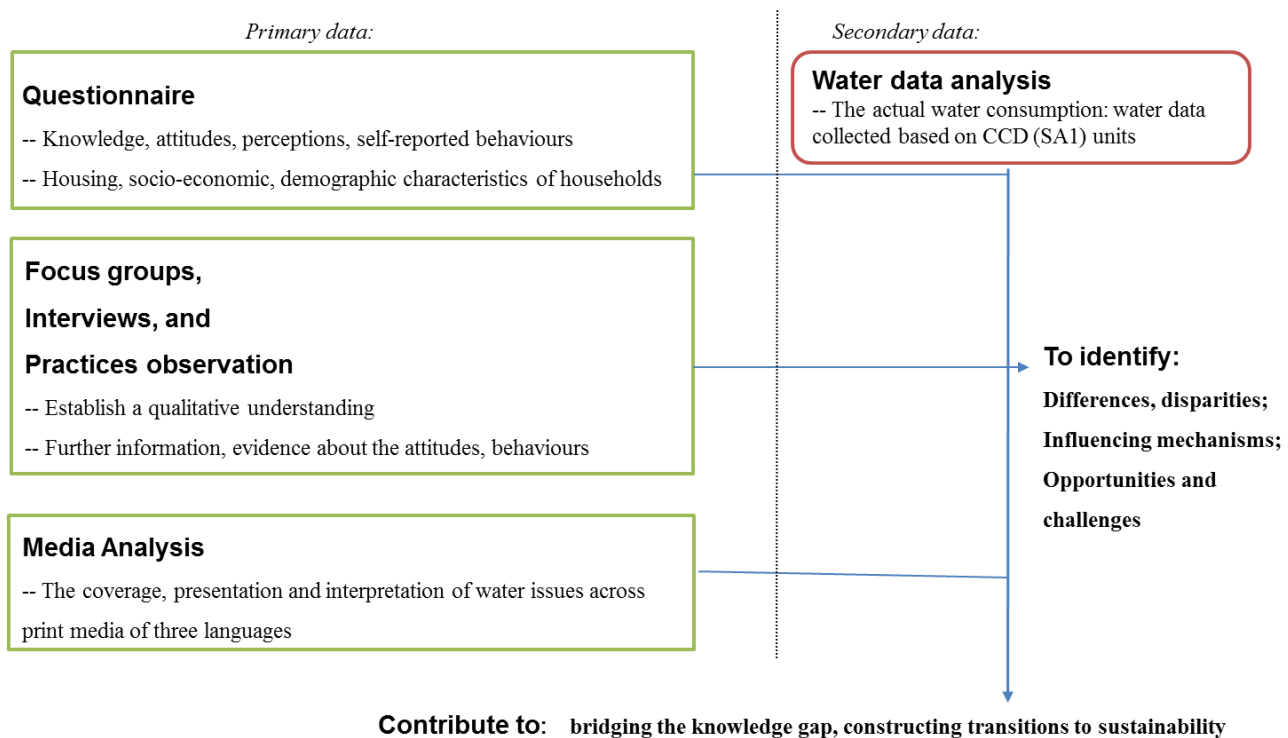 Primary data:
Questionnaire
-- Knowledge, attitudes, perceptions, self-reported behaviours
-- Housing, socio-economic, demographic characteristics of households
Focus groups,
Interviews, and
Practices observation
-- Establish a qualitative understanding
-- Further information, evidence about the attitudes, behaviours
Media Analysis
-- The coverage, presentation and interpretation of water issues across
print media of three languages
Secondary data:
Water data analysis
-- The actual water consumption: water data
collected based on CCD (SA1) units
To identify:
Differences, disparities;
Influencing mechanisms;
Opportunities and
challenges
Contribute to: bridging the knowledge gap, constructing transitions to sustainability